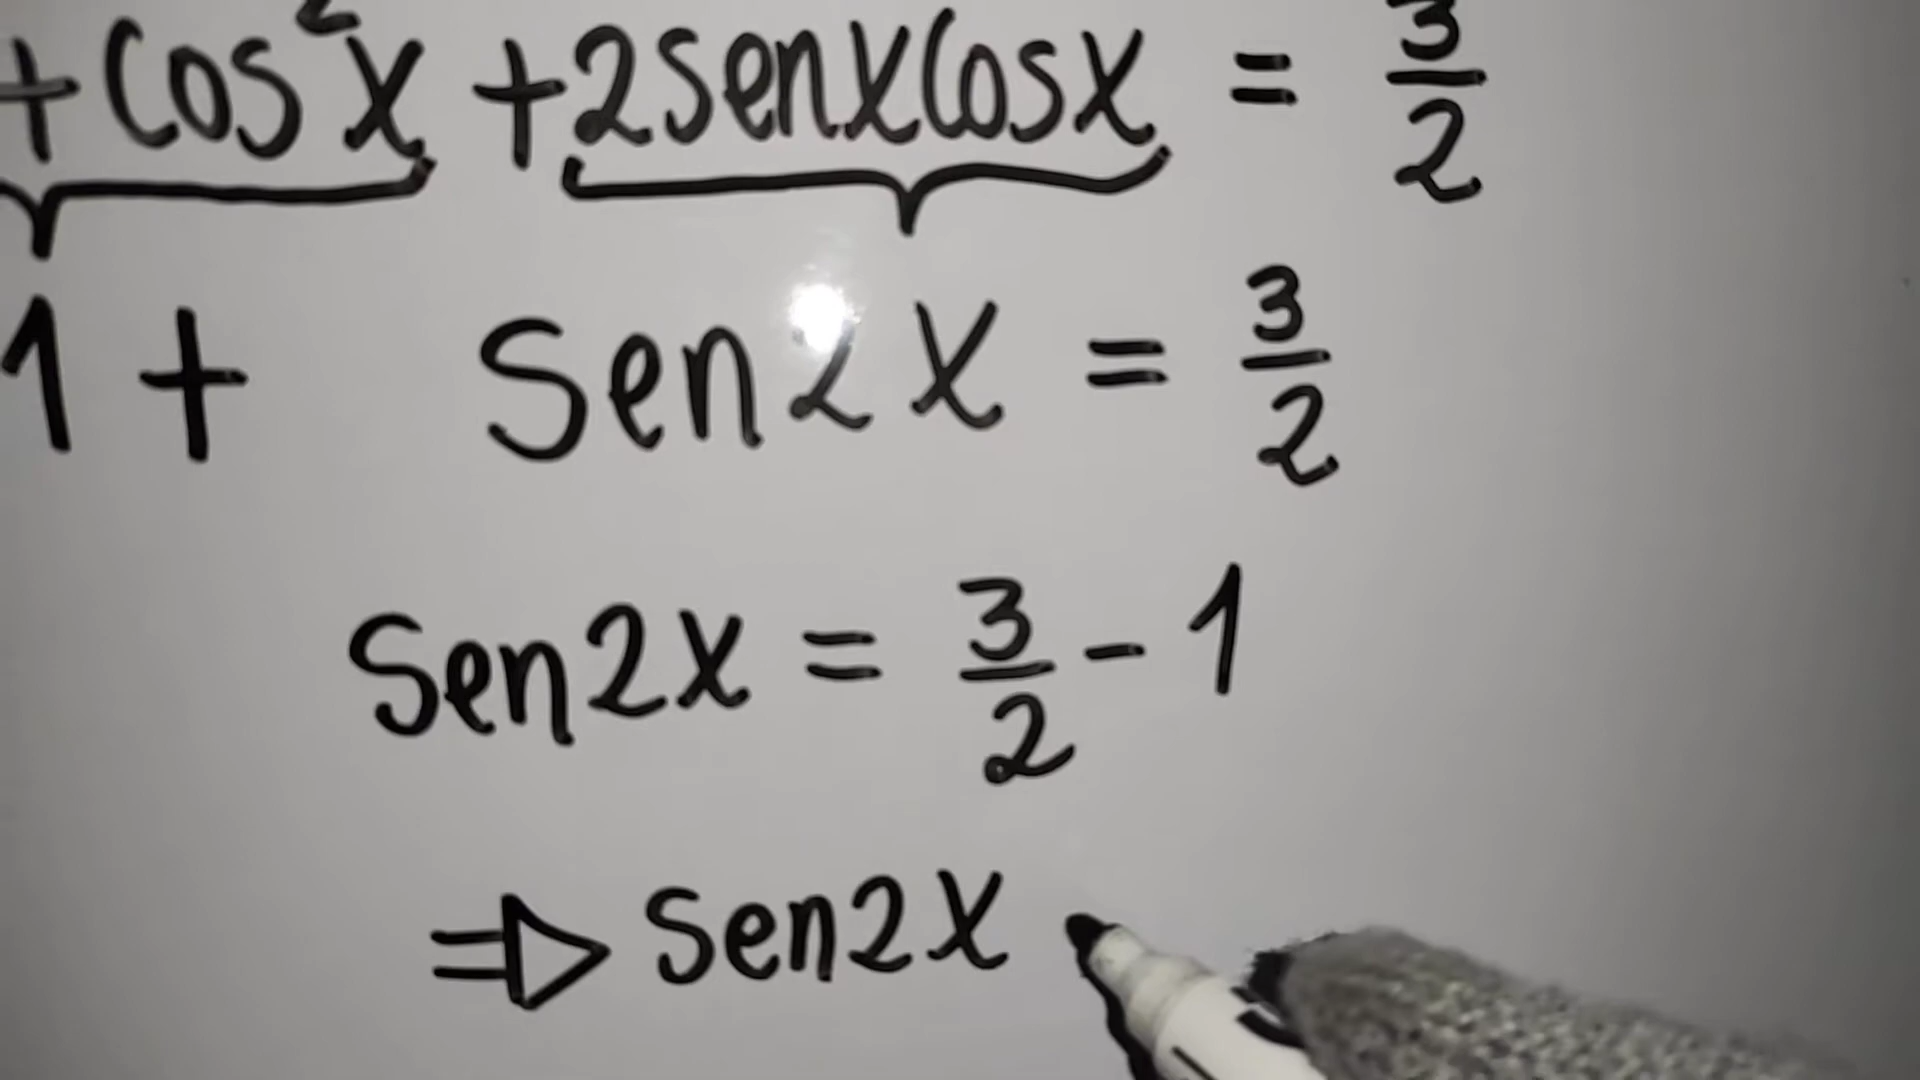 + Cos²x + 2senxCosx = 3/2
1 + Sen2x = 3/2
Sen2x = 3/2 - 1
⇒ Sen2x